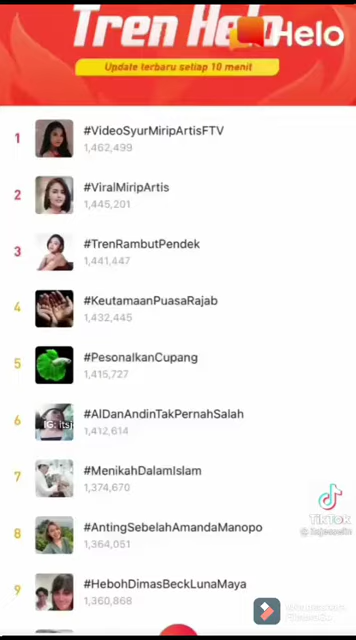 Tren Helo
Helo
Update terbaru setiap 10 menit
1
#VideoSyurMiripArtisFTV
1,462,499
2
#ViralMiripArtis
1,445,201
3
#TrenRambutPendek
1,441,447
4
#KeutamaanPuasaRajab
1,432,445
5
#PesonaIkanCupang
1,415,727
6
#AlDanAndinTakPernahSalah
1,412,614
IG: itsj
7
#MenikahDalamIslam
1,374,670
TikTok
8
#AntingSebelahAmandaManopo
1,364,051
9
#HebohDimasBeckLunaMaya
1,360,868